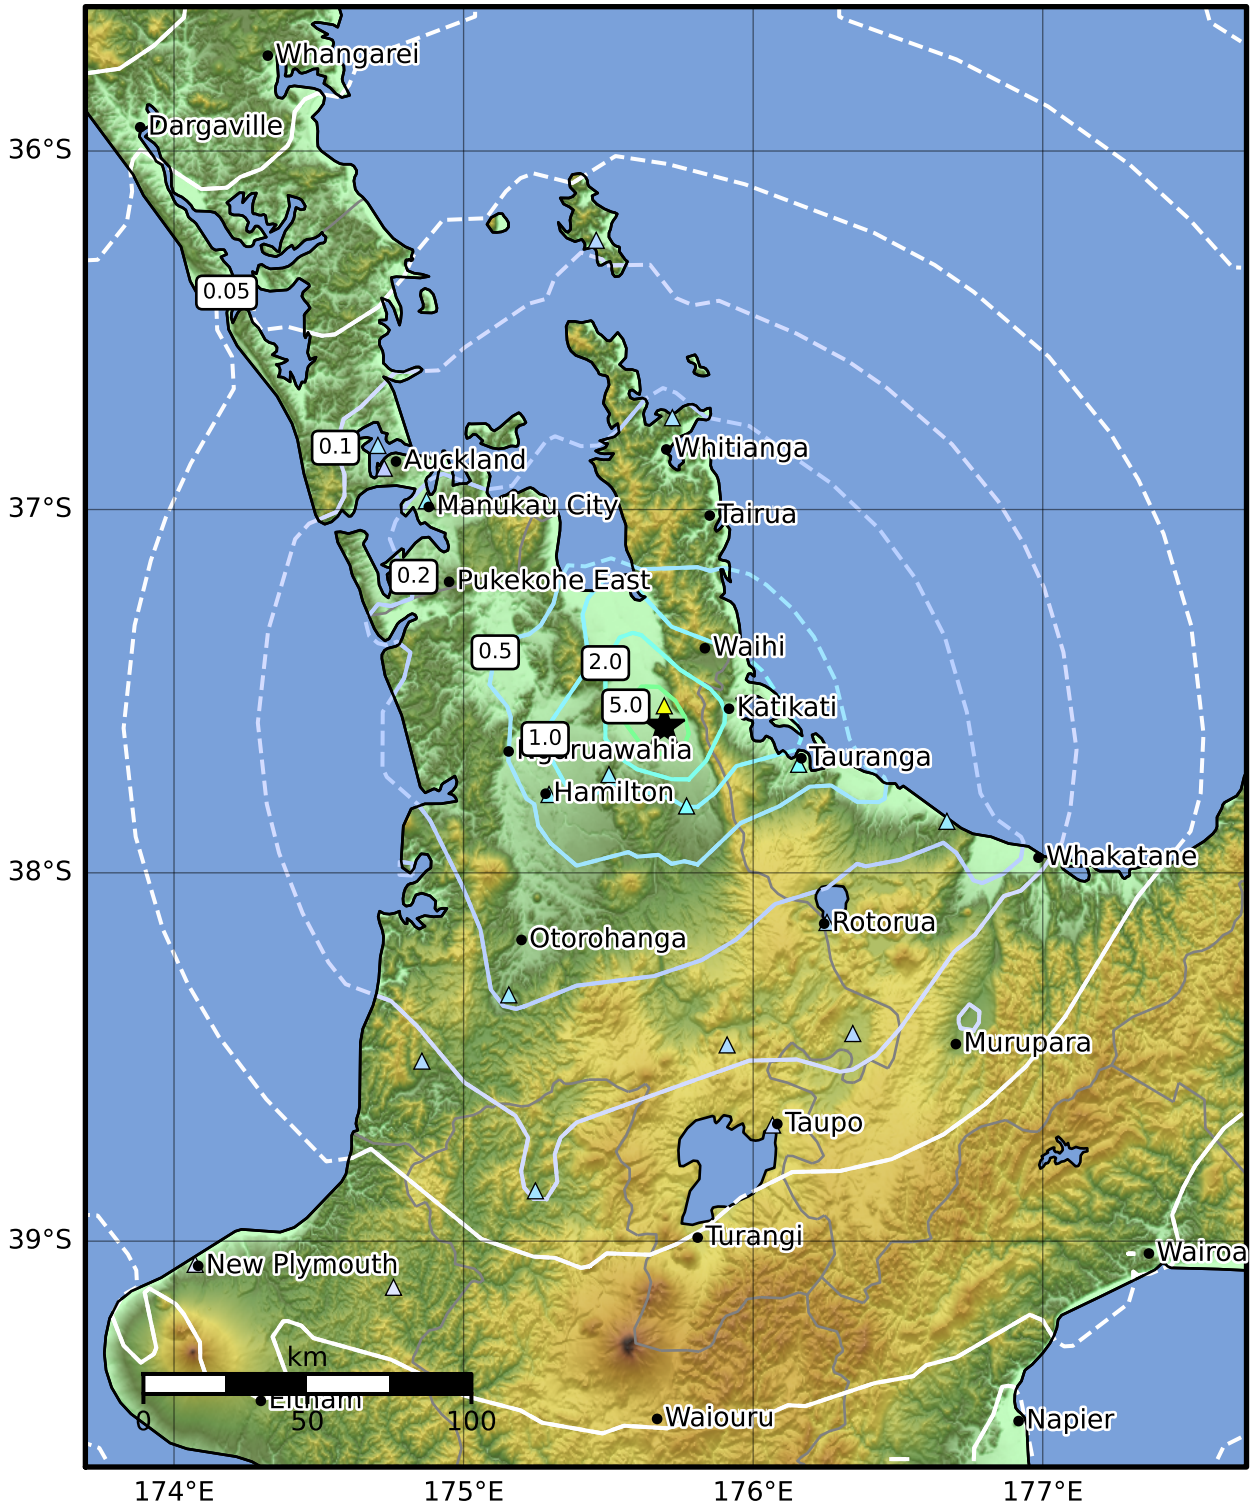 Whangarei
Dargaville
36°S
0.05
0.1
Auckland
Whitianga
Manukau City
37°S
Tairua
0.2
Pukekohe East
0.5
2.0
Waihi
5.0
Katikati
1.0
Ngaruawahia
Tauranga
Hamilton
Whakatane
38°S
Rotorua
Otorohanga
Murupara
Taupo
39°S
Turangi
Wairoa
New Plymouth
km
Eltham
0 50 100
Waiouru
Napier
174°E 175°E 176°E 177°E